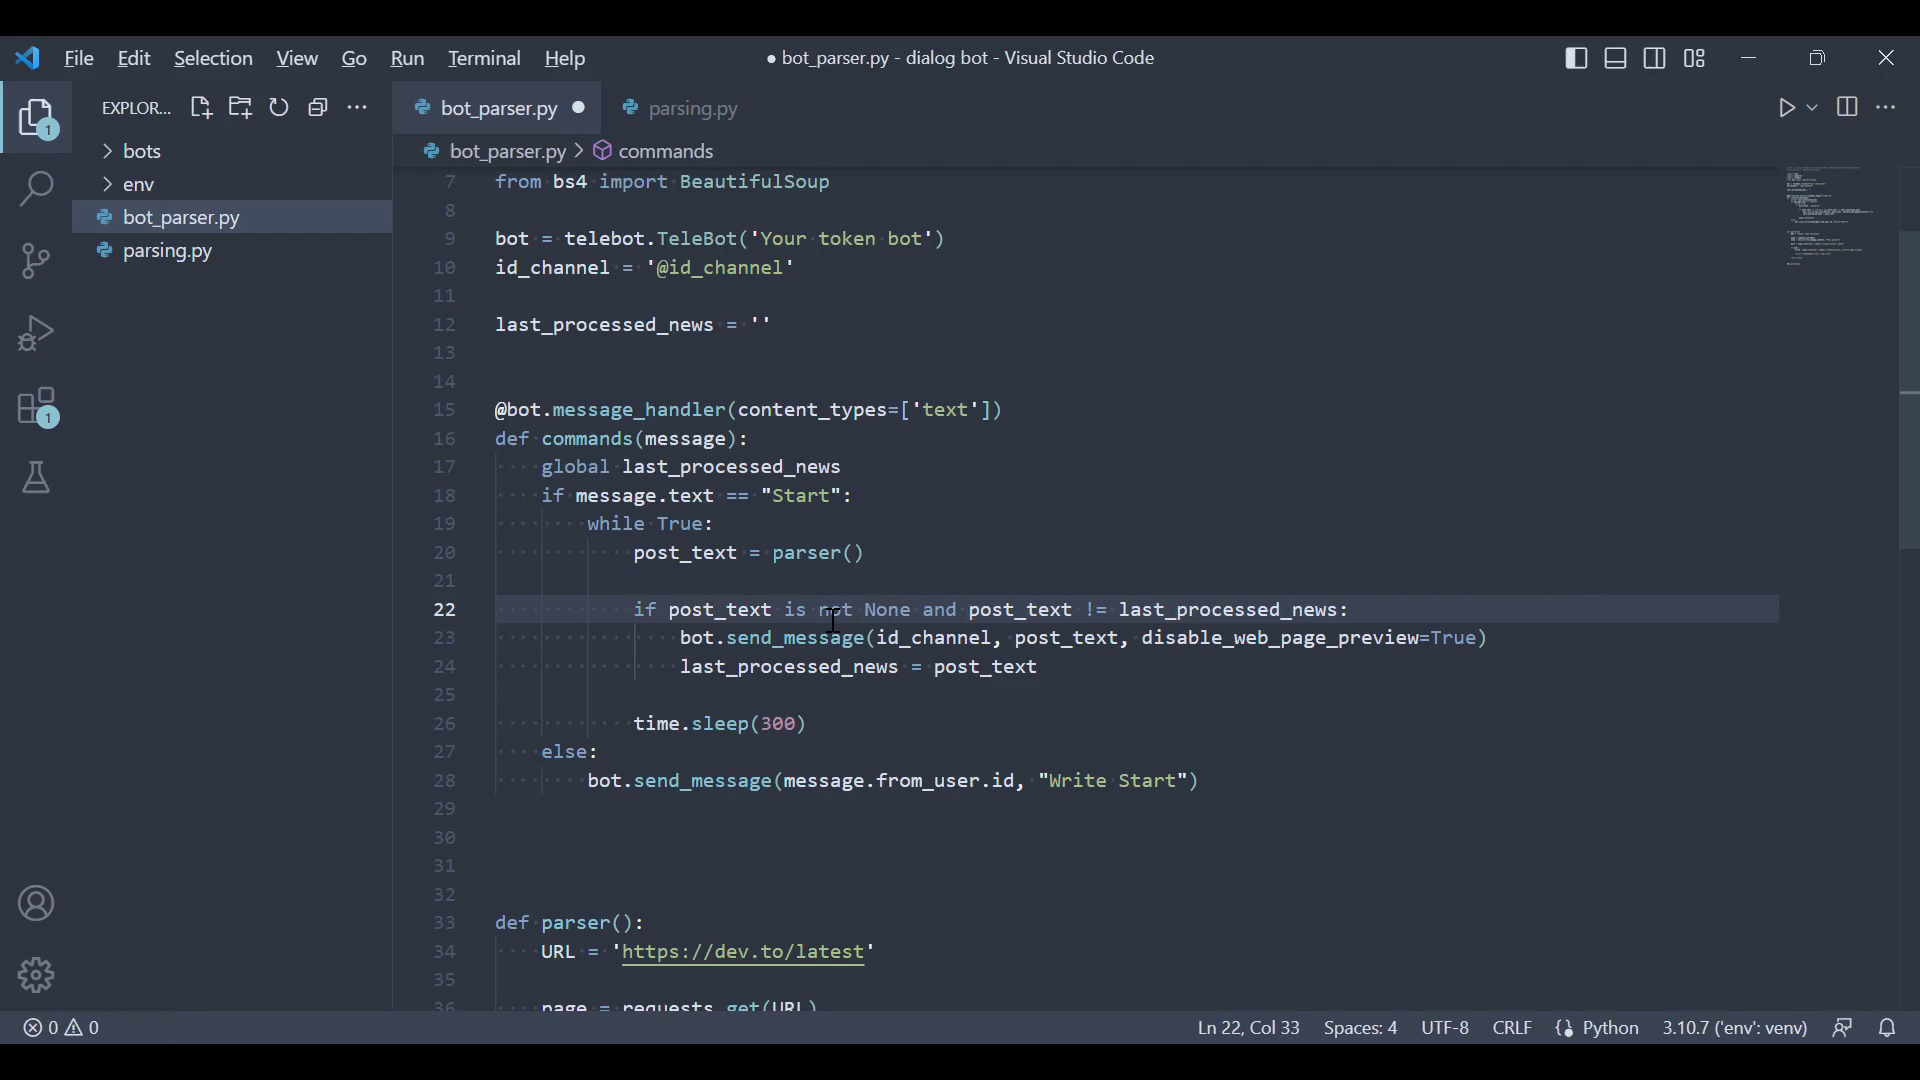 File Edit Selection View Go Run Terminal Help
● bot_parser.py - dialog bot - Visual Studio Code
EXPLOR...
1
bots
env
bot_parser.py
parsing.py
1
bot_parser.py
parsing.py
bot_parser.py > commands
7 from bs4 import BeautifulSoup
8
9 bot = telebot.TeleBot('Your token bot')
10 id_channel = '@id_channel'
11
12 last_processed_news = ''
13
14
15 @bot.message_handler(content_types=['text'])
16 def commands(message):
17     global last_processed_news
18     if message.text == "Start":
19         while True:
20             post_text = parser()
21
22             if post_text is not None and post_text != last_processed_news:
23                 bot.send_message(id_channel, post_text, disable_web_page_preview=True)
24                 last_processed_news = post_text
25
26             time.sleep(300)
27     else:
28         bot.send_message(message.from_user.id, "Write Start")
29
30
31
32
33 def parser():
34     URL = 'https://dev.to/latest'
35
36     page = requests.get(URL)
0 0
Ln 22, Col 33 Spaces: 4 UTF-8 CRLF Python 3.10.7 ('env': venv)